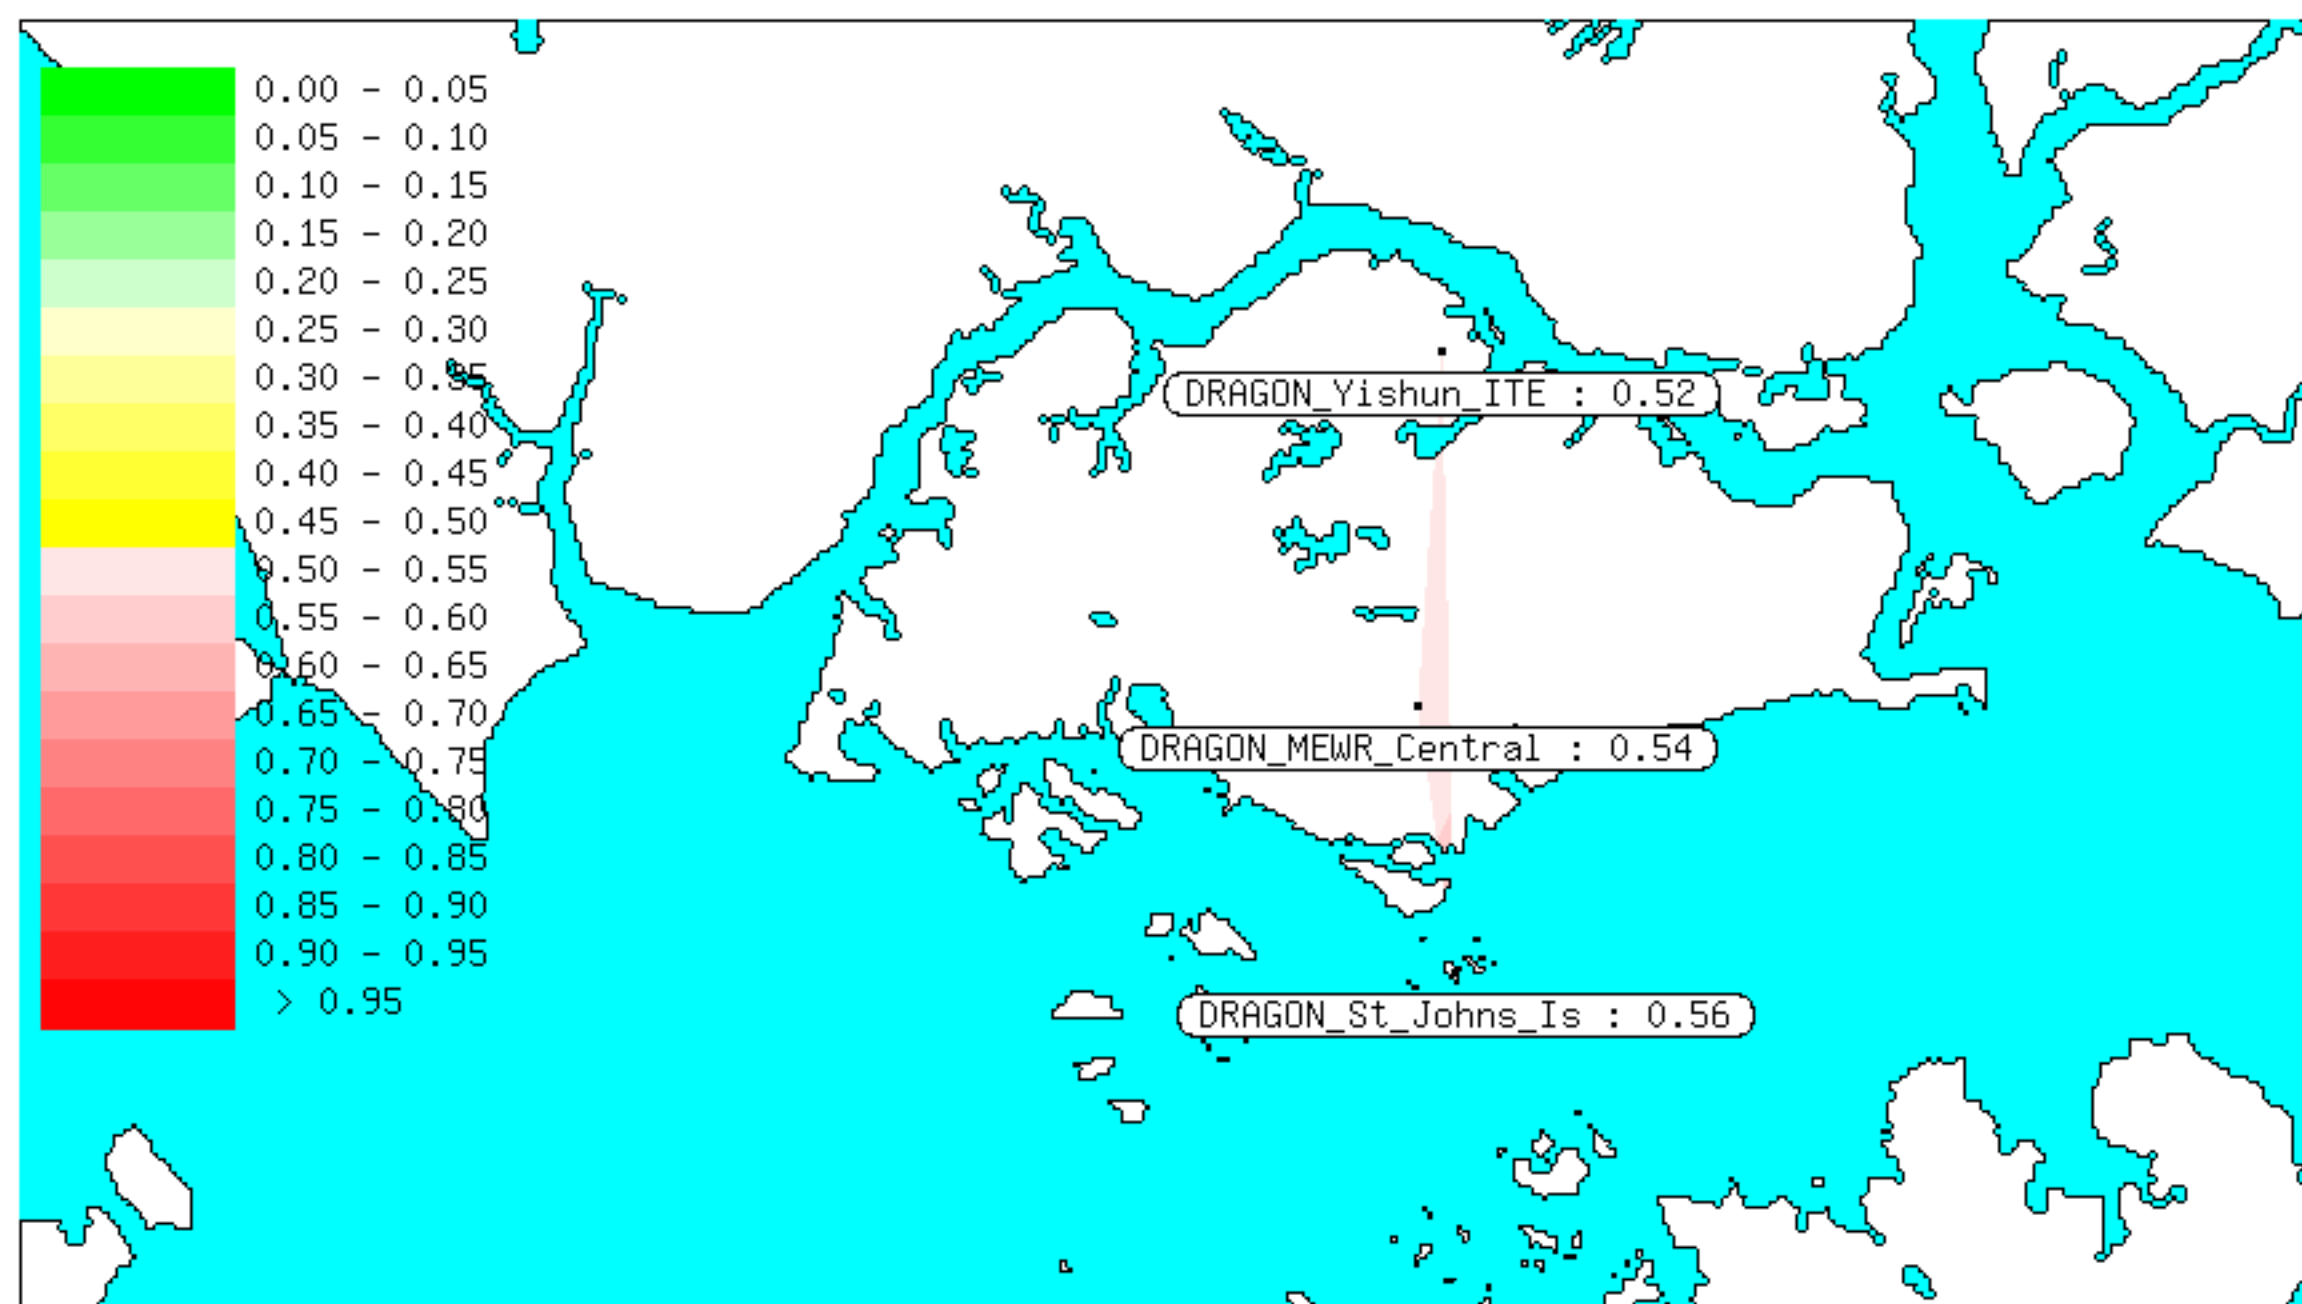 0.00 - 0.05
0.05 - 0.10
0.10 - 0.15
0.15 - 0.20
0.20 - 0.25
0.25 - 0.30
0.30 - 0.35
0.35 - 0.40
0.40 - 0.45
0.45 - 0.50
0.50 - 0.55
0.55 - 0.60
0.60 - 0.65
0.65 - 0.70
0.70 - 0.75
0.75 - 0.80
0.80 - 0.85
0.85 - 0.90
0.90 - 0.95
> 0.95
DRAGON_Yishun_ITE : 0.52
DRAGON_MEWR_Central : 0.54
DRAGON_St_Johns_Is : 0.56